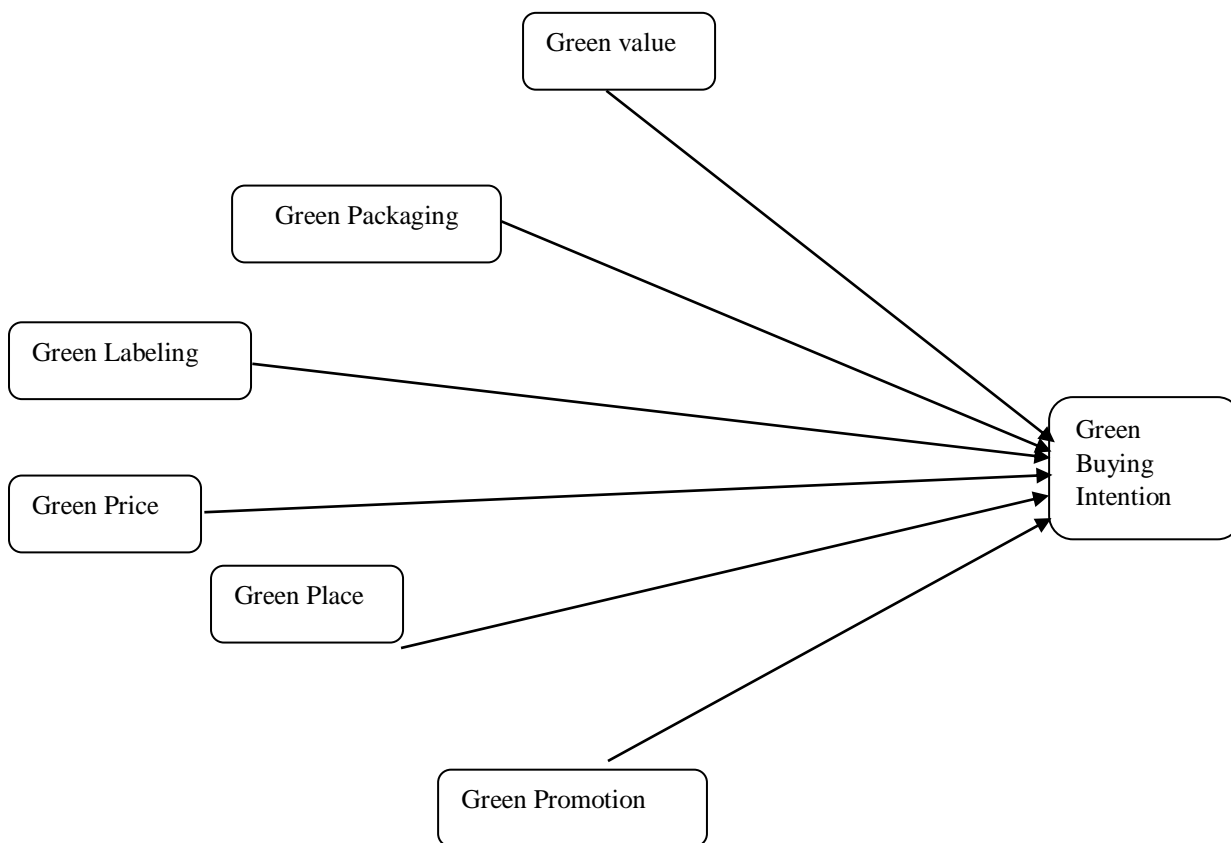 Green value
Green Packaging
Green Labeling
Green
Buying
Intention
Green Price
Green Place
Green Promotion